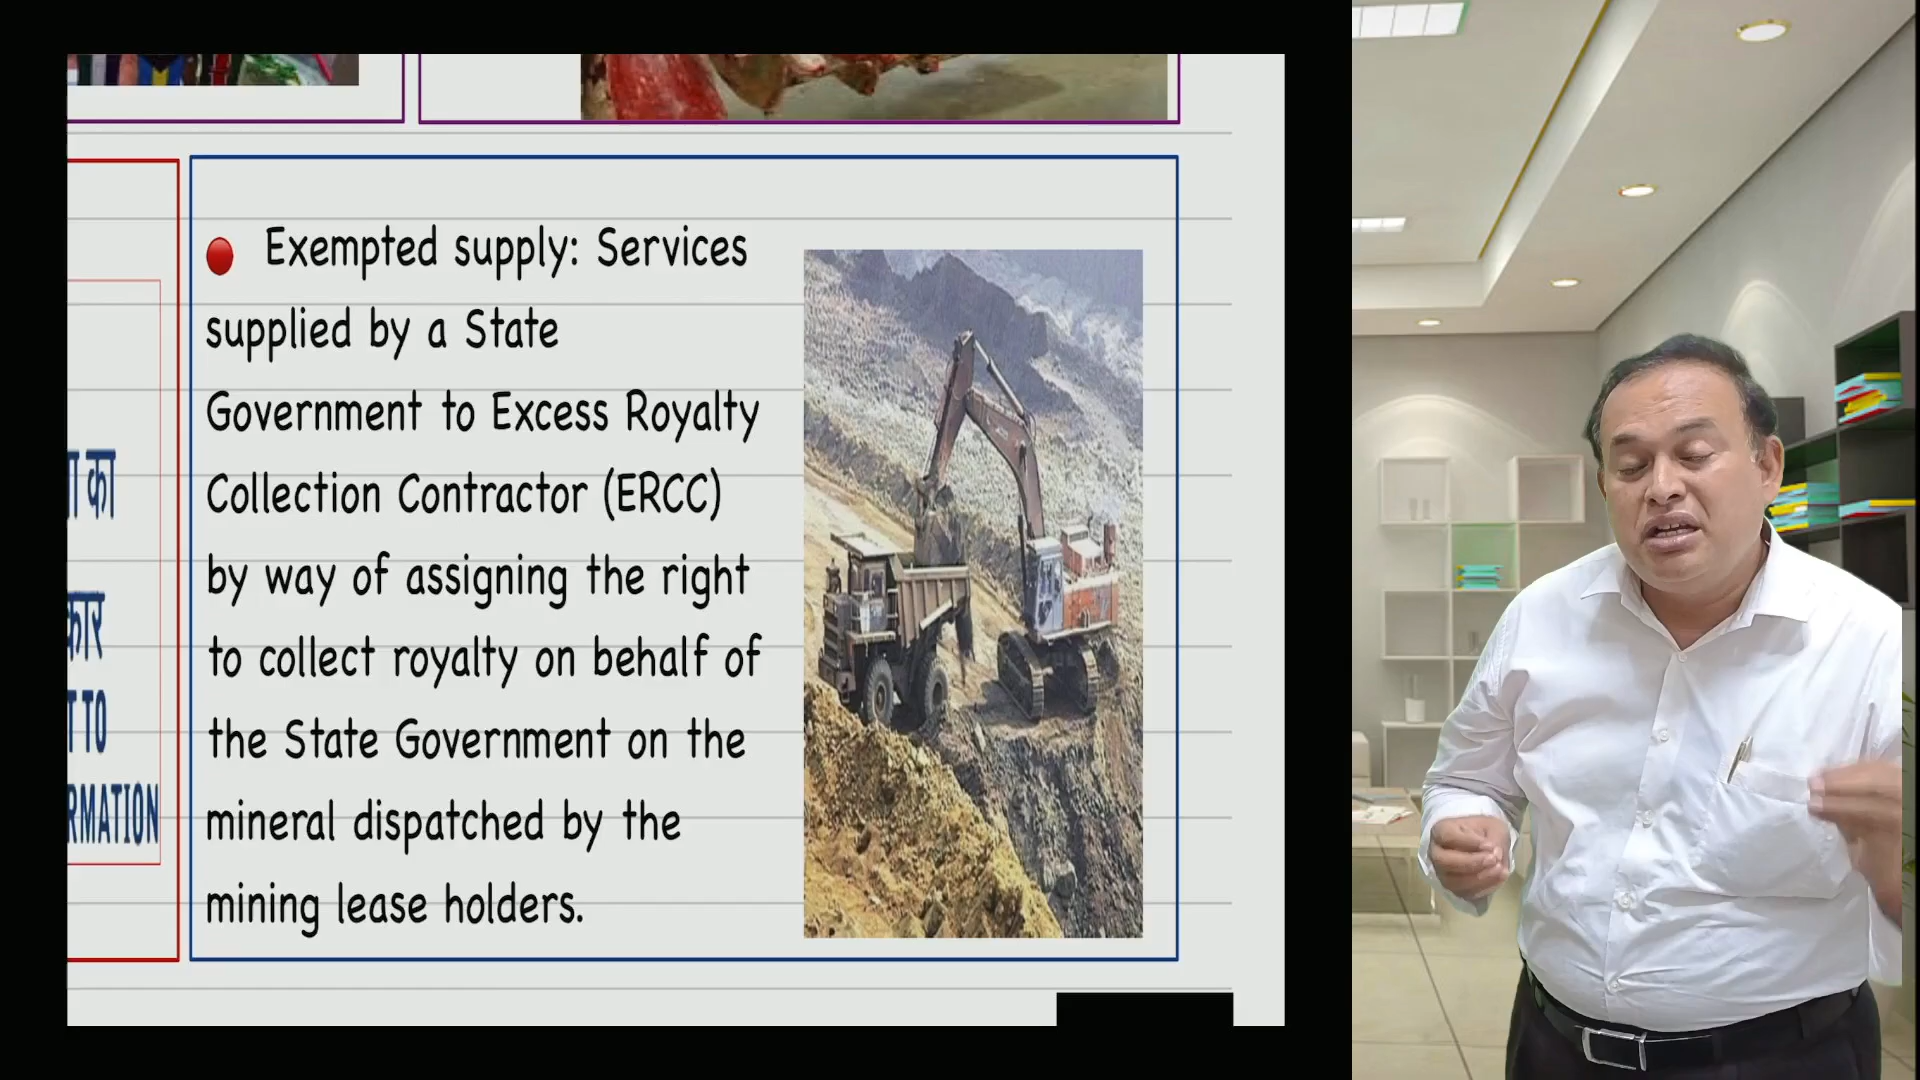 Exempted supply: Services
supplied by a State
Government to Excess Royalty
Collection Contractor (ERCC)
by way of assigning the right
to collect royalty on behalf of
the State Government on the
mineral dispatched by the
mining lease holders.
का
TO